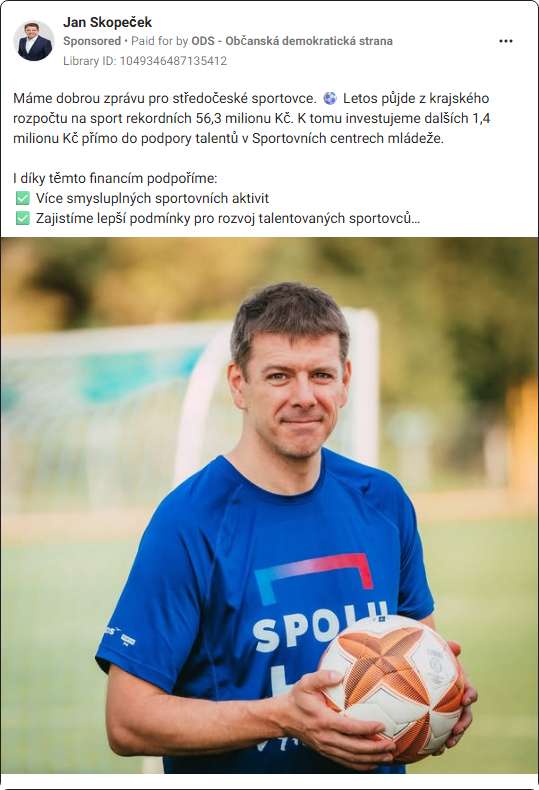 Jan Skopeček
Sponsored • Paid for by ODS - Občanská demokratická strana
Library ID: 1049346487135412
Máme dobrou zprávu pro středočeské sportovce. ⚽ Letos půjde z krajského
rozpočtu na sport rekordních 56,3 milionu Kč. K tomu investujeme dalších 1,4
milionu Kč přímo do podpory talentů v Sportovních centrech mládeže.
I díky těmto financím podpoříme:
✅ Více smysluplných sportovních aktivit
✅ Zajistíme lepší podmínky pro rozvoj talentovaných sportovců…
SPOLU